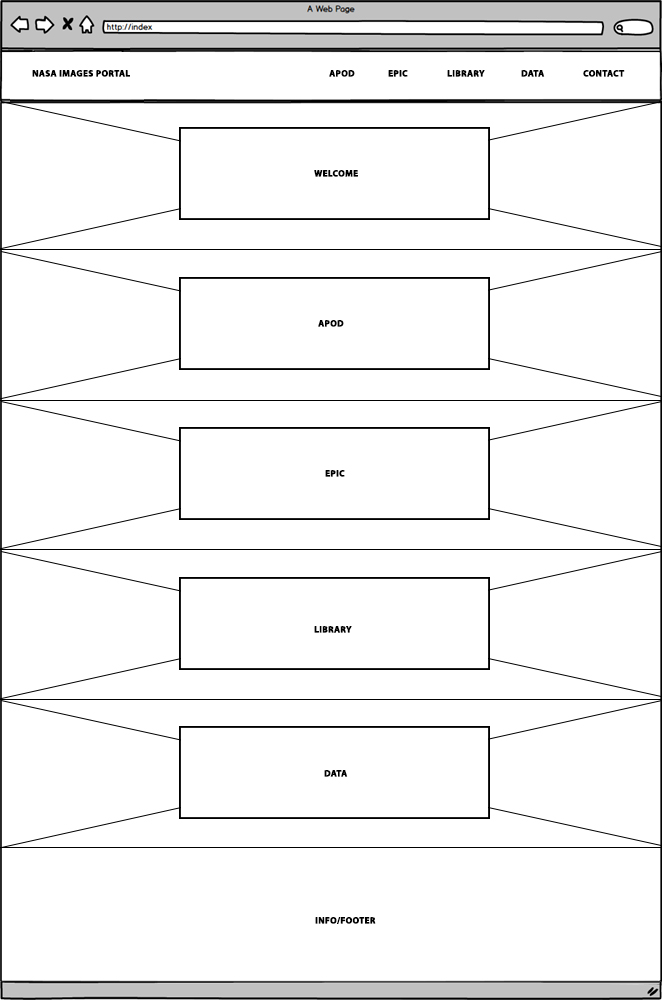 A Web Page
http://index
NASA IMAGES PORTAL APOD EPIC LIBRARY DATA CONTACT
WELCOME
APOD
EPIC
LIBRARY
DATA
INFO/FOOTER